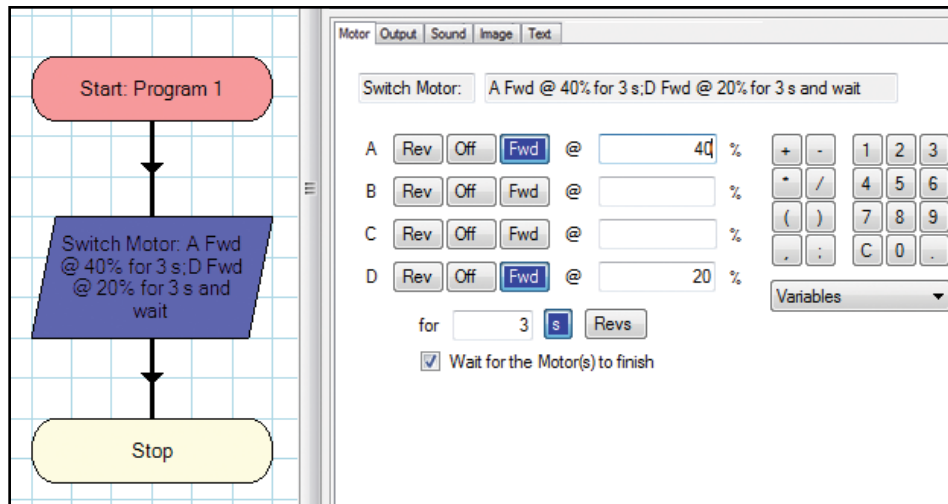 Start: Program 1
Switch Motor: A Fwd
@ 40% for 3 s;D Fwd
@ 20% for 3 s and
wait
Stop
Motor Output Sound Image Text
Switch Motor: A Fwd @ 40% for 3 s;D Fwd @ 20% for 3 s and wait
A Rev Off Fwd @ 40 %
B Rev Off Fwd @ %
C Rev Off Fwd @ %
D Rev Off Fwd @ 20 %
for 3 s Revs
Wait for the Motor(s) to finish
+ - 1 2 3
* / 4 5 6
( ) 7 8 9
, ; C 0 .
Variables